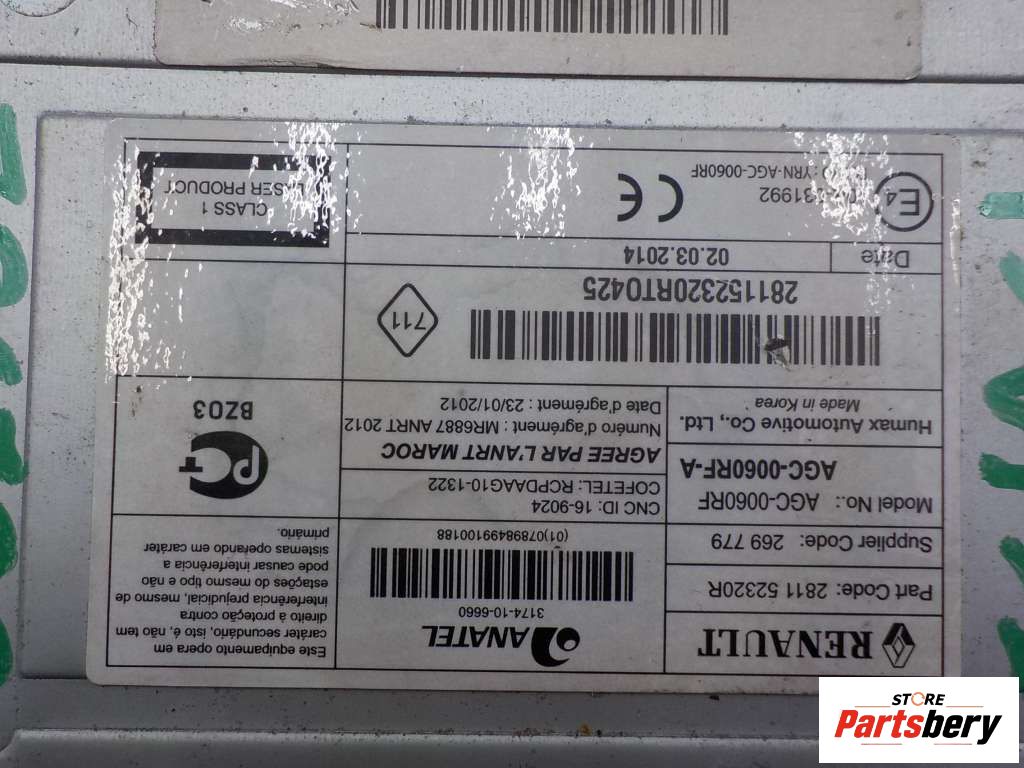 RENAULT
Part Code: 2811 52320R
Supplier Code: 269 779
Model No.: AGC-0060RF
AGC-0060RF-A
Humax Automotive Co., Ltd.
Made in Korea
ANATEL
3174-10-6660
(01)07898499100188
CNC ID: 16-9024
COFETEL: RCPDAAG10-1322
AGREE PAR L'ANRT MAROC
Numéro d'agrément : MR6887 ANRT 2012
Date d'agrément : 23/01/2012
Este equipamento opera em
caráter secundário, isto é, não tem
direito à proteção contra
interferência prejudicial, mesmo de
estações do mesmo tipo e não
pode causar interferência a
sistemas operando em caráter
primário.
PCT
BZ03
281152320RT0425
711
Date
02.03.2014
E4
31992
:YRN-AGC-0060RF
CE
CLASS 1
LASER PRODUCT
STORE
Partsbery